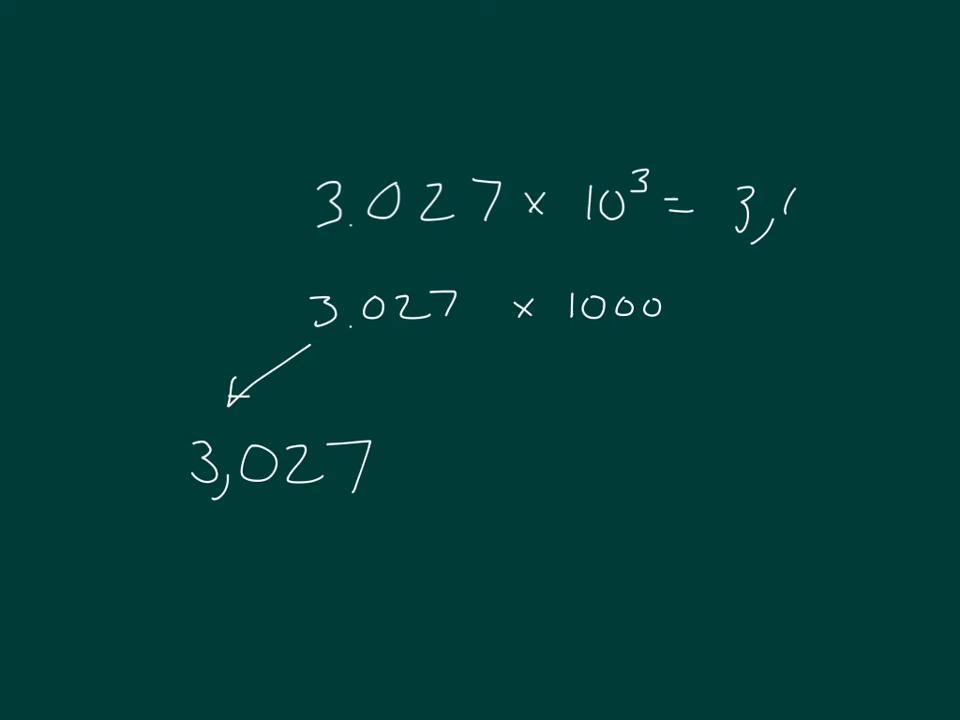 3.027 × 10³ = 3,
3.027 × 1000
3,027